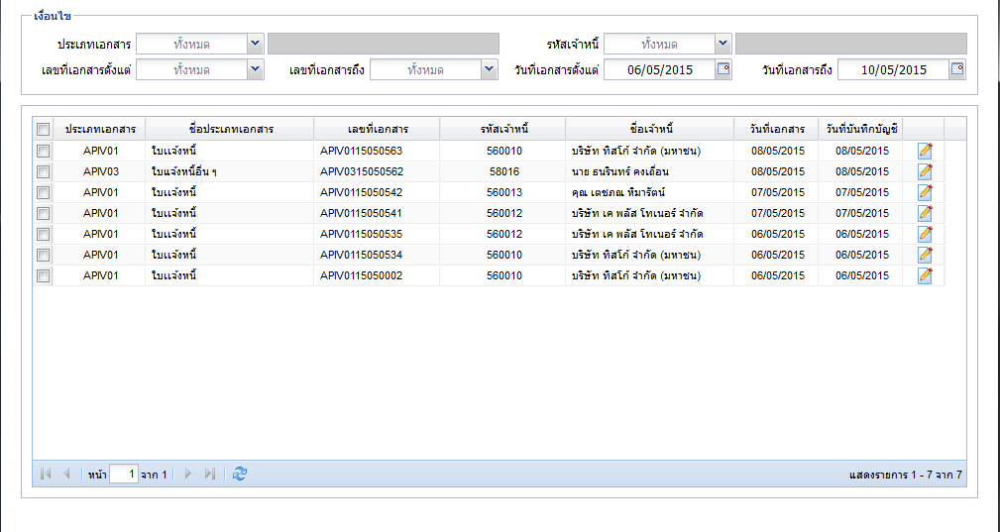 เงื่อนไข
ประเภทเอกสาร ทั้งหมด รหัสเจ้าหนี้ ทั้งหมด
เลขที่เอกสารตั้งแต่ ทั้งหมด เลขที่เอกสารถึง ทั้งหมด วันที่เอกสารตั้งแต่ 06/05/2015 วันที่เอกสารถึง 10/05/2015
ประเภทเอกสาร ชื่อประเภทเอกสาร เลขที่เอกสาร รหัสเจ้าหนี้ ชื่อเจ้าหนี้ วันที่เอกสาร วันที่บันทึกบัญชี
APIV01 ใบแจ้งหนี้ APIV0115050563 560010 บริษัท ทิสโก้ จำกัด (มหาชน) 08/05/2015 08/05/2015
APIV03 ใบแจ้งหนี้อื่น ๆ APIV0315050562 58016 นาย ธนรินทร์ คงเถื่อน 08/05/2015 08/05/2015
APIV01 ใบแจ้งหนี้ APIV0115050542 560013 คุณ เตชภณ หิมารัตน์ 07/05/2015 07/05/2015
APIV01 ใบแจ้งหนี้ APIV0115050541 560012 บริษัท เค พลัส โทเนอร์ จำกัด 07/05/2015 07/05/2015
APIV01 ใบแจ้งหนี้ APIV0115050535 560012 บริษัท เค พลัส โทเนอร์ จำกัด 06/05/2015 06/05/2015
APIV01 ใบแจ้งหนี้ APIV0115050534 560010 บริษัท ทิสโก้ จำกัด (มหาชน) 06/05/2015 06/05/2015
APIV01 ใบแจ้งหนี้ APIV0115050002 560010 บริษัท ทิสโก้ จำกัด (มหาชน) 06/05/2015 06/05/2015
หน้า 1 จาก 1 แสดงรายการ 1 - 7 จาก 7